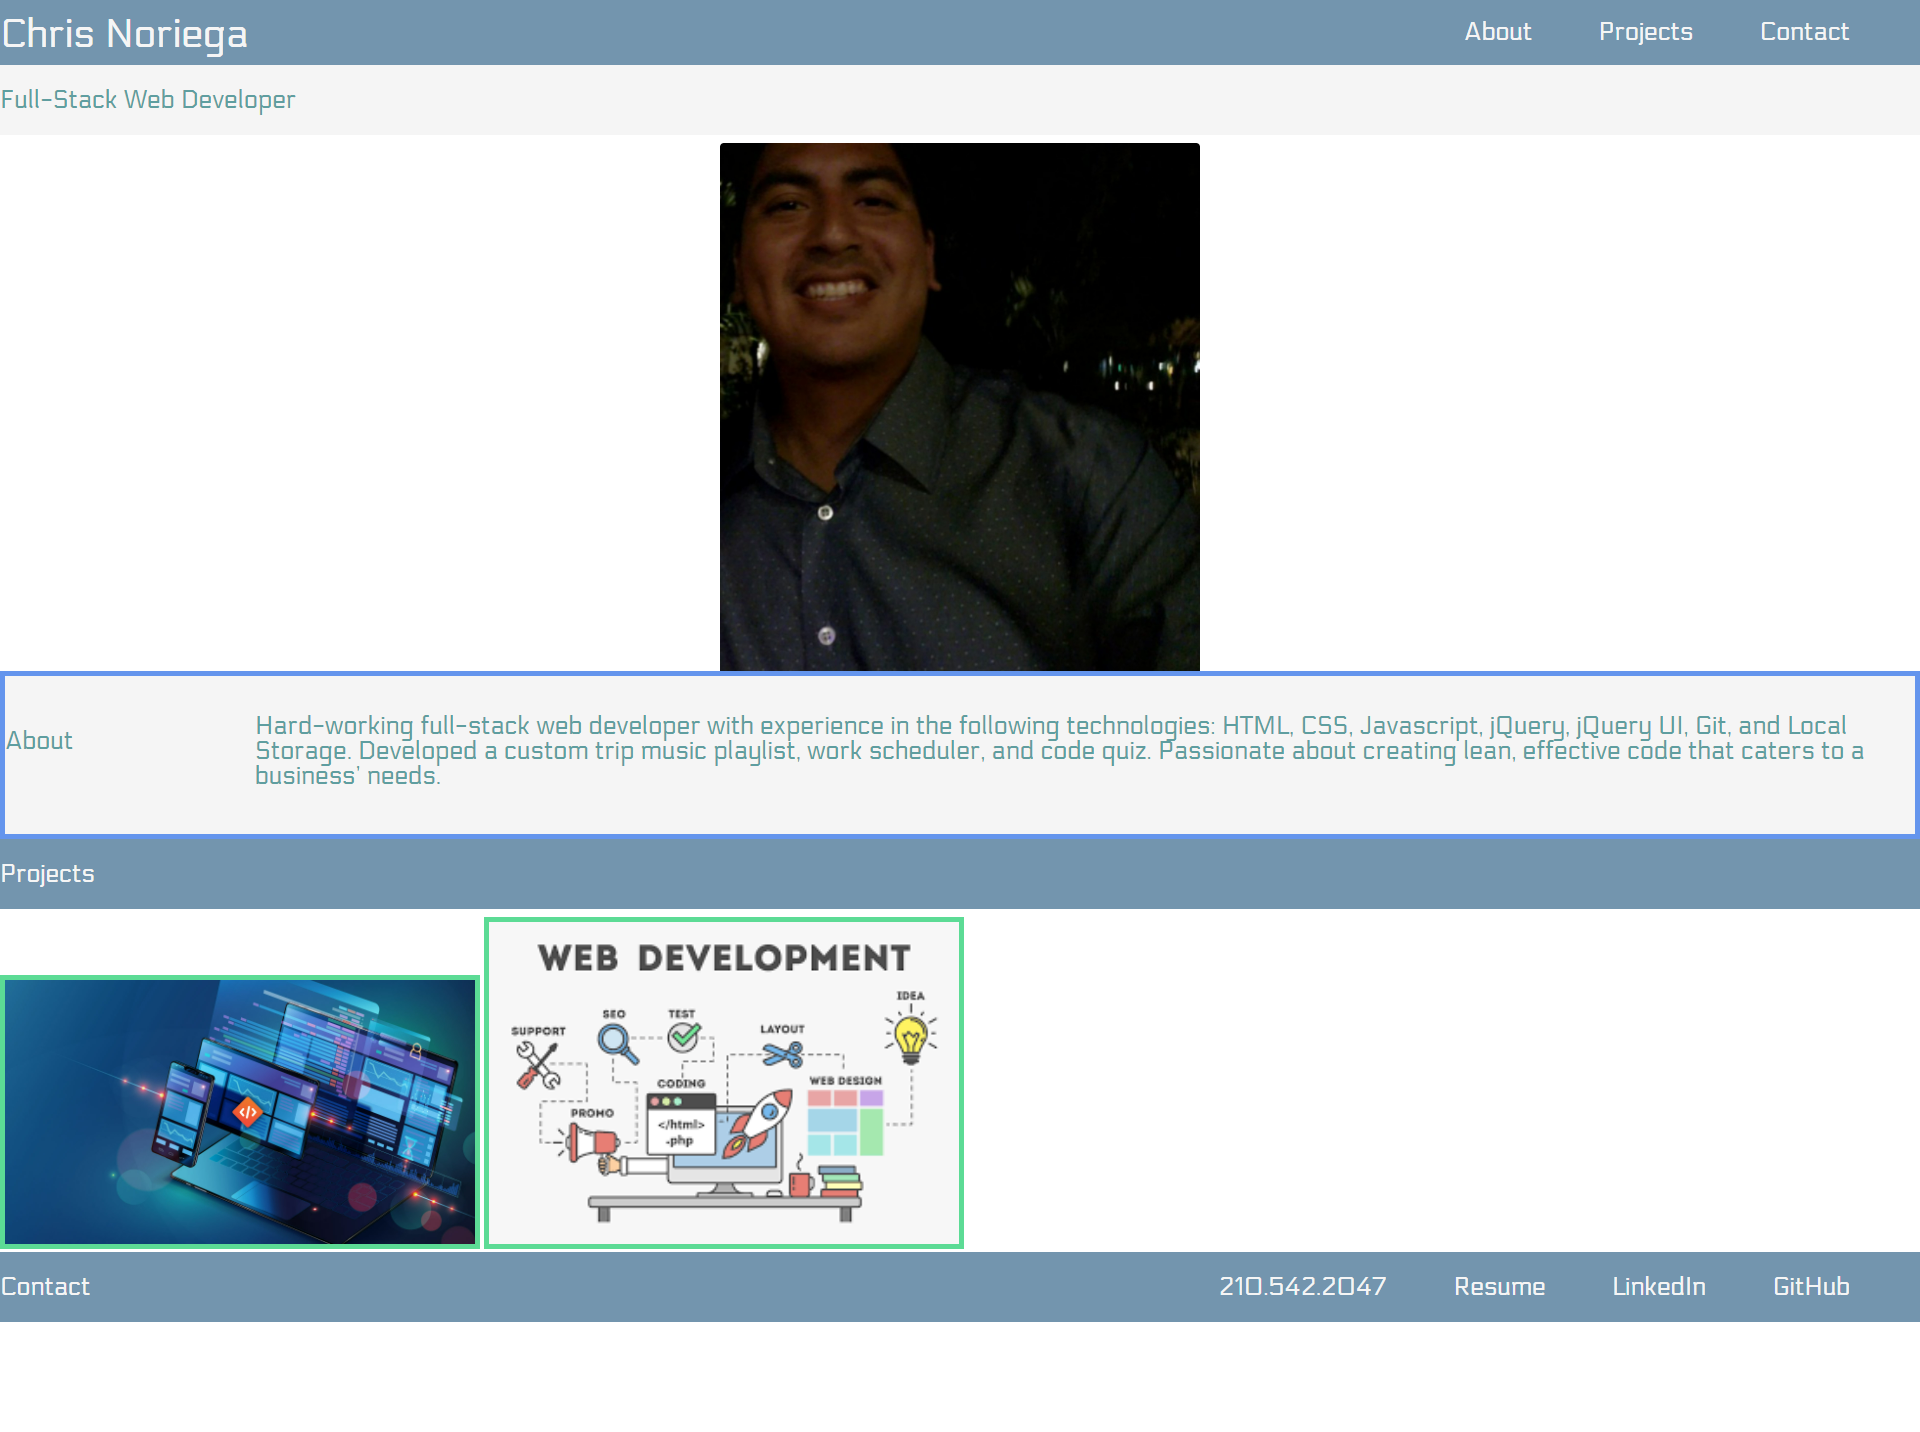 Chris Noriega
About Projects Contact
Full-Stack Web Developer
About
Hard-working full-stack web developer with experience in the following technologies: HTML, CSS, Javascript, jQuery, jQuery UI, Git, and Local
Storage. Developed a custom trip music playlist, work scheduler, and code quiz. Passionate about creating lean, effective code that caters to a
business' needs.
Projects
</>
WEB DEVELOPMENT
IDEA
SEO
TEST
SUPPORT
LAYOUT
CODING
WEB DESIGN
PROMO
</html>
.php
Contact
210.542.2047 Resume LinkedIn GitHub